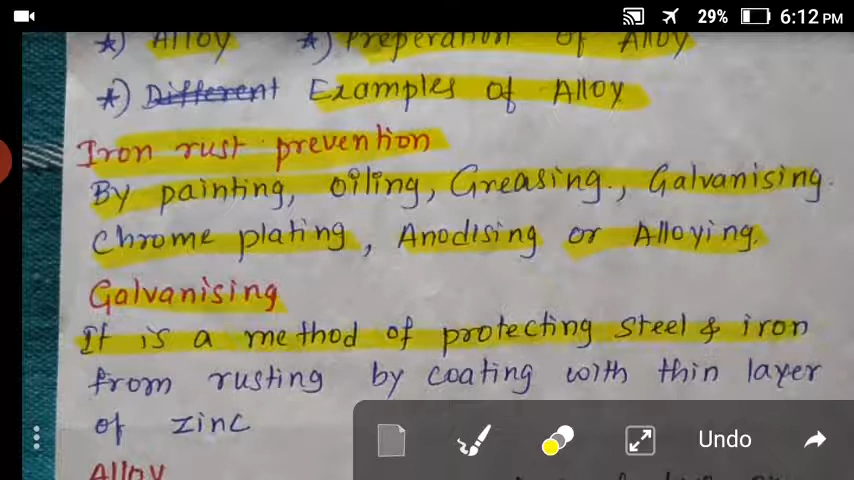 29% 6:12 PM
*) Alloy *) Preperation of Alloy
*) Different Examples of Alloy
Iron rust prevention
By painting, Oiling, Greasing., Galvanising.
Chrome plating, Anodising or Alloying.
Galvanising
It is a method of protecting steel & iron
from rusting by coating with thin layer
of zinc
Undo
Alloy